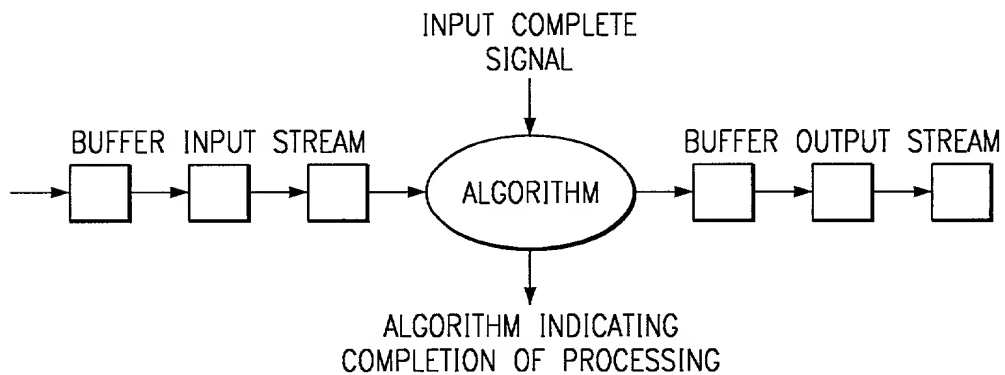 INPUT COMPLETE
SIGNAL
BUFFER INPUT STREAM
ALGORITHM
BUFFER OUTPUT STREAM
ALGORITHM INDICATING
COMPLETION OF PROCESSING